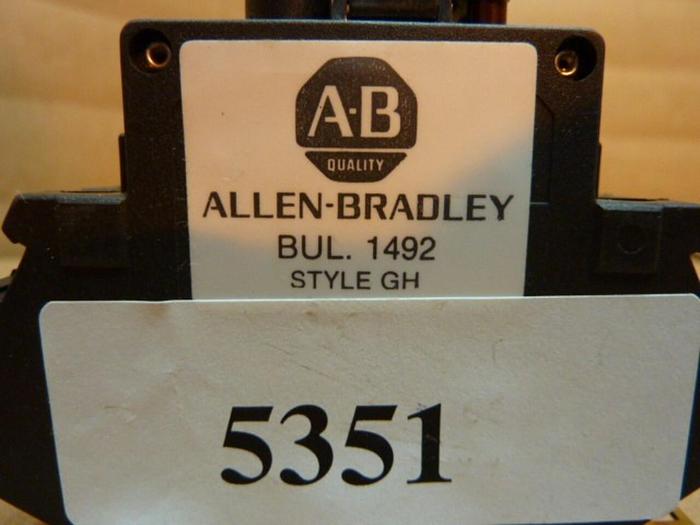 A-B
QUALITY
ALLEN-BRADLEY
BUL. 1492
STYLE GH
5351